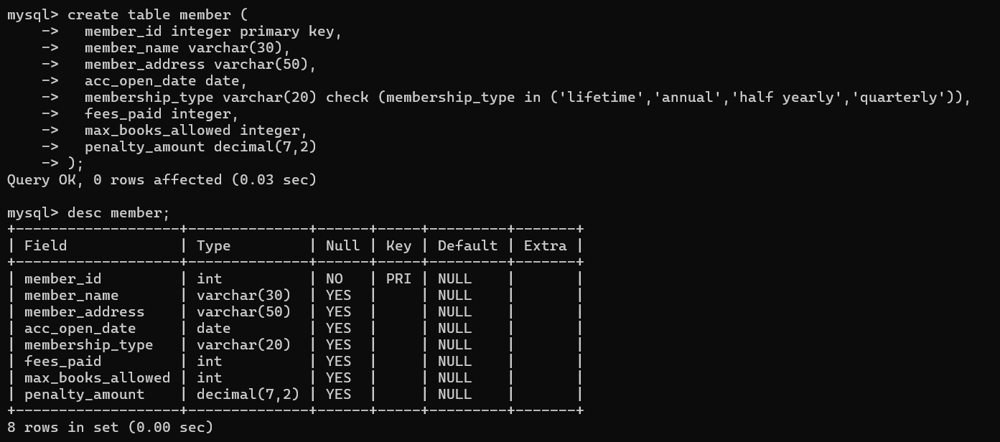 mysql> create table member (
    ->   member_id integer primary key,
    ->   member_name varchar(30),
    ->   member_address varchar(50),
    ->   acc_open_date date,
    ->   membership_type varchar(20) check (membership_type in ('lifetime','annual','half yearly','quarterly')),
    ->   fees_paid integer,
    ->   max_books_allowed integer,
    ->   penalty_amount decimal(7,2)
    -> );
Query OK, 0 rows affected (0.03 sec)

mysql> desc member;
+-------------------+--------------+------+-----+---------+-------+
| Field             | Type         | Null | Key | Default | Extra |
+-------------------+--------------+------+-----+---------+-------+
| member_id         | int          | NO   | PRI | NULL    |       |
| member_name       | varchar(30)  | YES  |     | NULL    |       |
| member_address    | varchar(50)  | YES  |     | NULL    |       |
| acc_open_date     | date         | YES  |     | NULL    |       |
| membership_type   | varchar(20)  | YES  |     | NULL    |       |
| fees_paid         | int          | YES  |     | NULL    |       |
| max_books_allowed | int          | YES  |     | NULL    |       |
| penalty_amount    | decimal(7,2) | YES  |     | NULL    |       |
+-------------------+--------------+------+-----+---------+-------+
8 rows in set (0.00 sec)